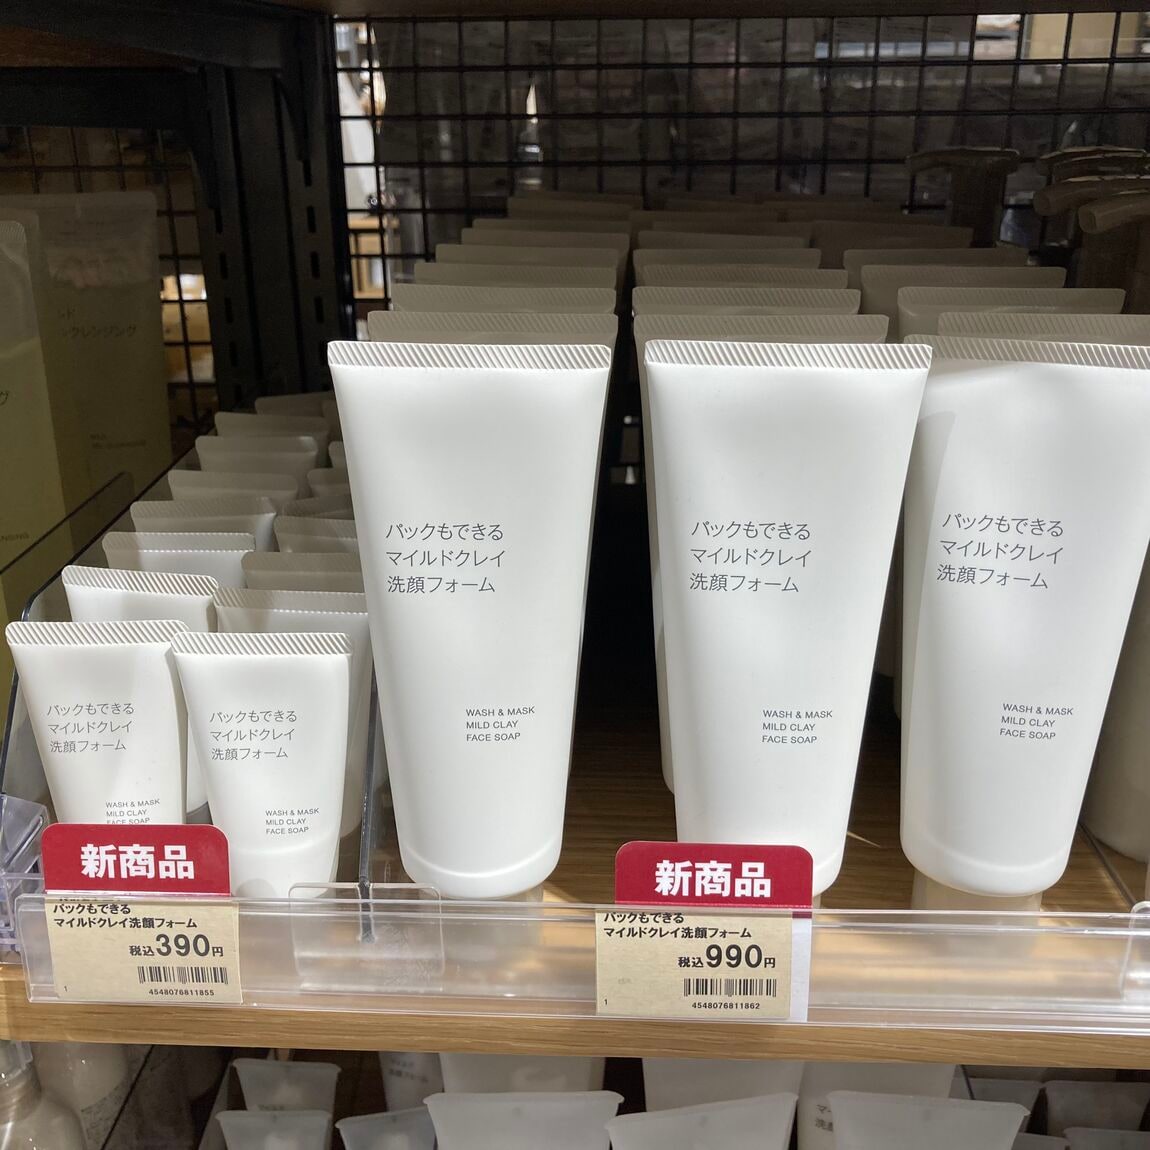 パックもできる
マイルドクレイ
洗顔フォーム
WASH & MASK
MILD CLAY
FACE SOAP
パックもできる
マイルドクレイ
洗顔フォーム
WASH & MASK
MILD CLAY
FACE SOAP
パックもできる
マイルドクレイ
洗顔フォーム
WASH & MASK
MILD CLAY
FACE SOAP
パックもできる
マイルドクレイ
洗顔フォーム
WASH & MASK
MILD CLAY
FACE SOAP
パックもできる
マイルドクレイ
洗顔フォーム
WASH & MASK
MILD CLAY
FACE SOAP
新商品
パックもできる
マイルドクレイ洗顔フォーム
税込390円
1
4548076811855
新商品
パックもできる
マイルドクレイ洗顔フォーム
税込990円
1
4548076811862